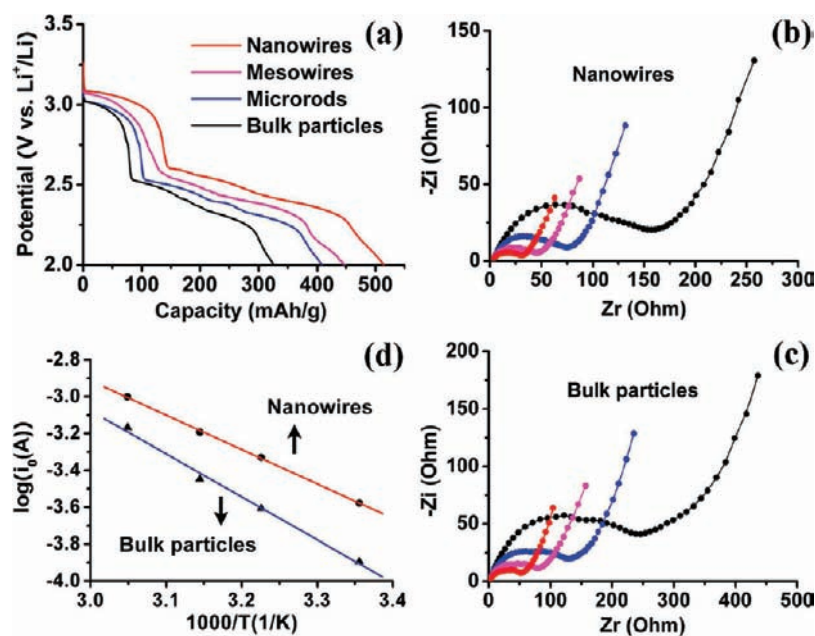 (a)
Nanowires
Mesowires
Microrods
Bulk particles
3.5
3.0
2.5
2.0
Potential (V vs. Li⁺/Li)
0 100 200 300 400 500
Capacity (mAh/g)
(b)
Nanowires
150
100
50
0
-Zi (Ohm)
0 50 100 150 200 250 300
Zr (Ohm)
(d)
Nanowires
Bulk particles
-2.8
-3.0
-3.2
-3.4
-3.6
-3.8
-4.0
log(i₀(A))
3.0 3.1 3.2 3.3 3.4
1000/T(1/K)
(c)
Bulk particles
200
150
100
50
0
-Zi (Ohm)
0 100 200 300 400 500
Zr (Ohm)